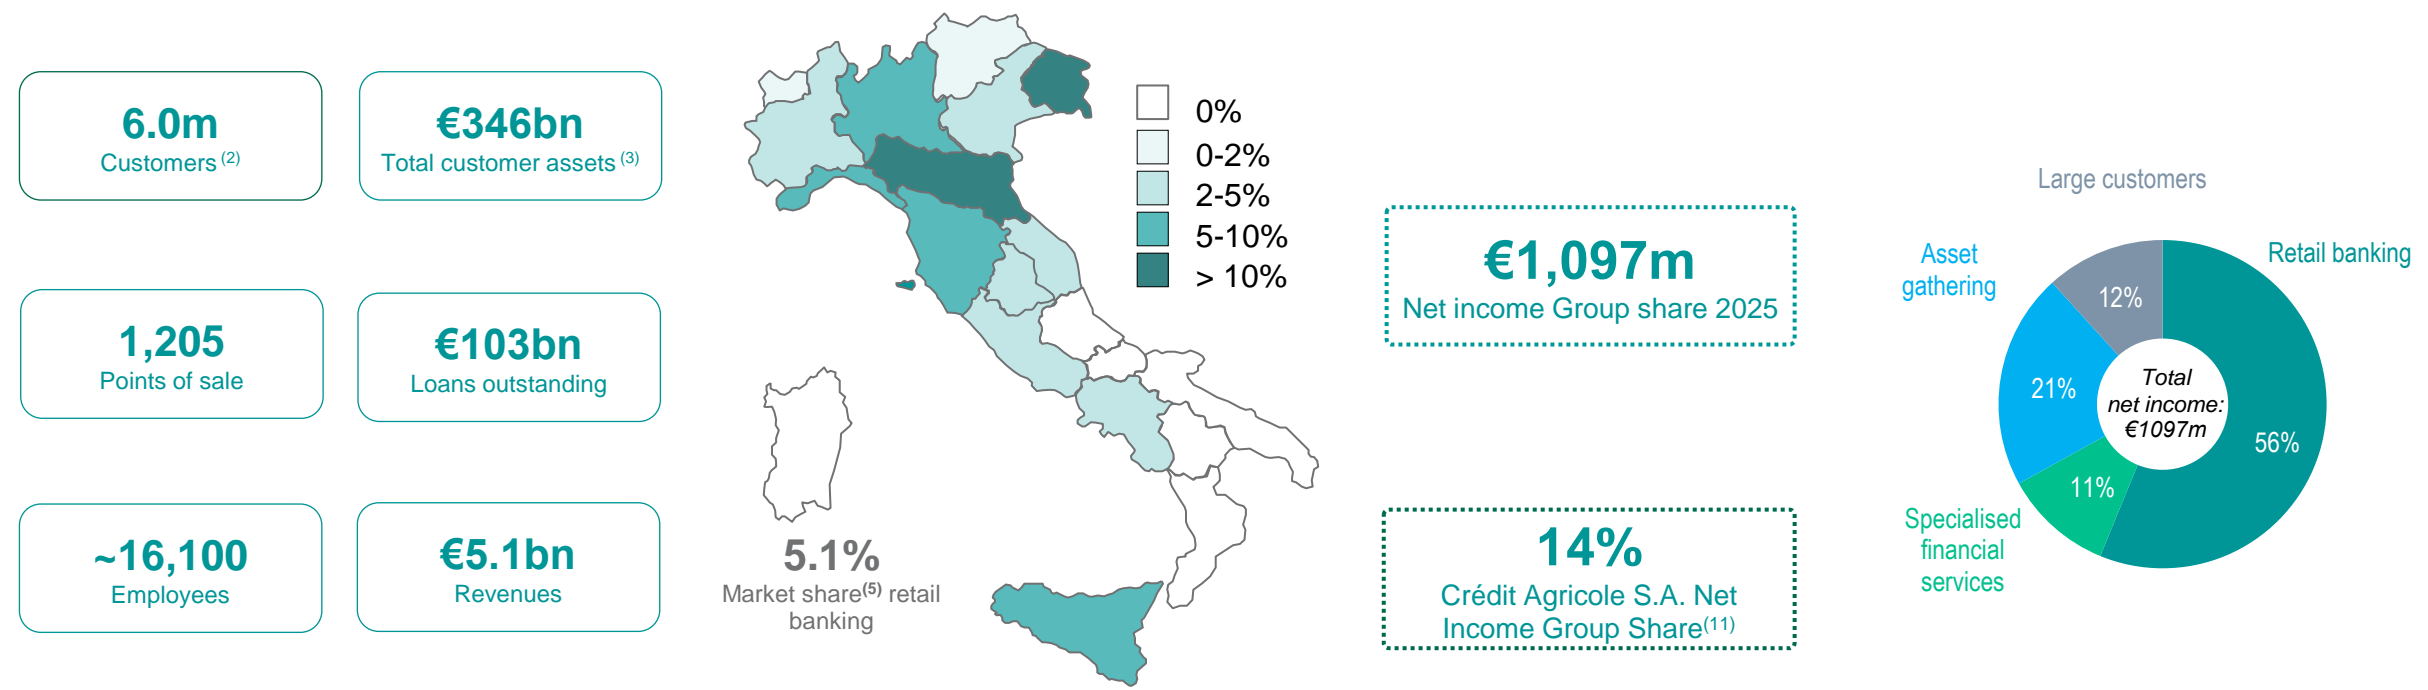 6.0m
Customers (2)
€346bn
Total customer assets (3)
1,205
Points of sale
€103bn
Loans outstanding
~16,100
Employees
€5.1bn
Revenues
0%
0-2%
2-5%
5-10%
> 10%
5.1%
Market share(5) retail
banking
€1,097m
Net income Group share 2025
14%
Crédit Agricole S.A. Net
Income Group Share(11)
Large customers
Asset
gathering
Retail banking
12%
21%
Total
net income:
€1097m
56%
11%
Specialised
financial
services